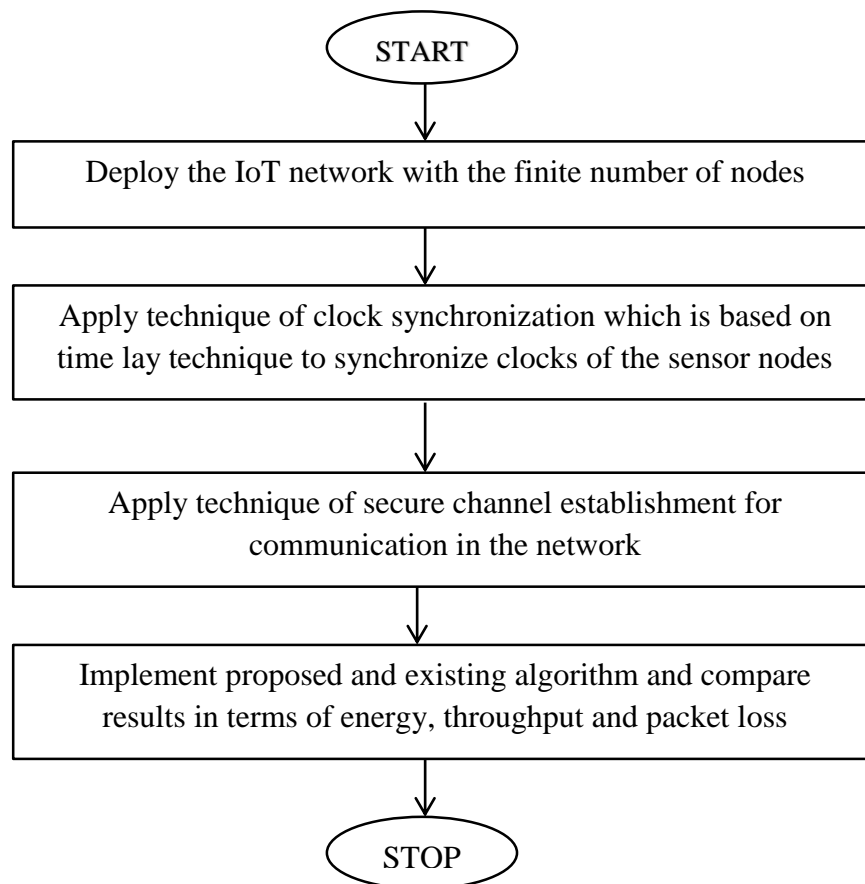 START
Deploy the IoT network with the finite number of nodes
Apply technique of clock synchronization which is based on
time lay technique to synchronize clocks of the sensor nodes
Apply technique of secure channel establishment for
communication in the network
Implement proposed and existing algorithm and compare
results in terms of energy, throughput and packet loss
STOP